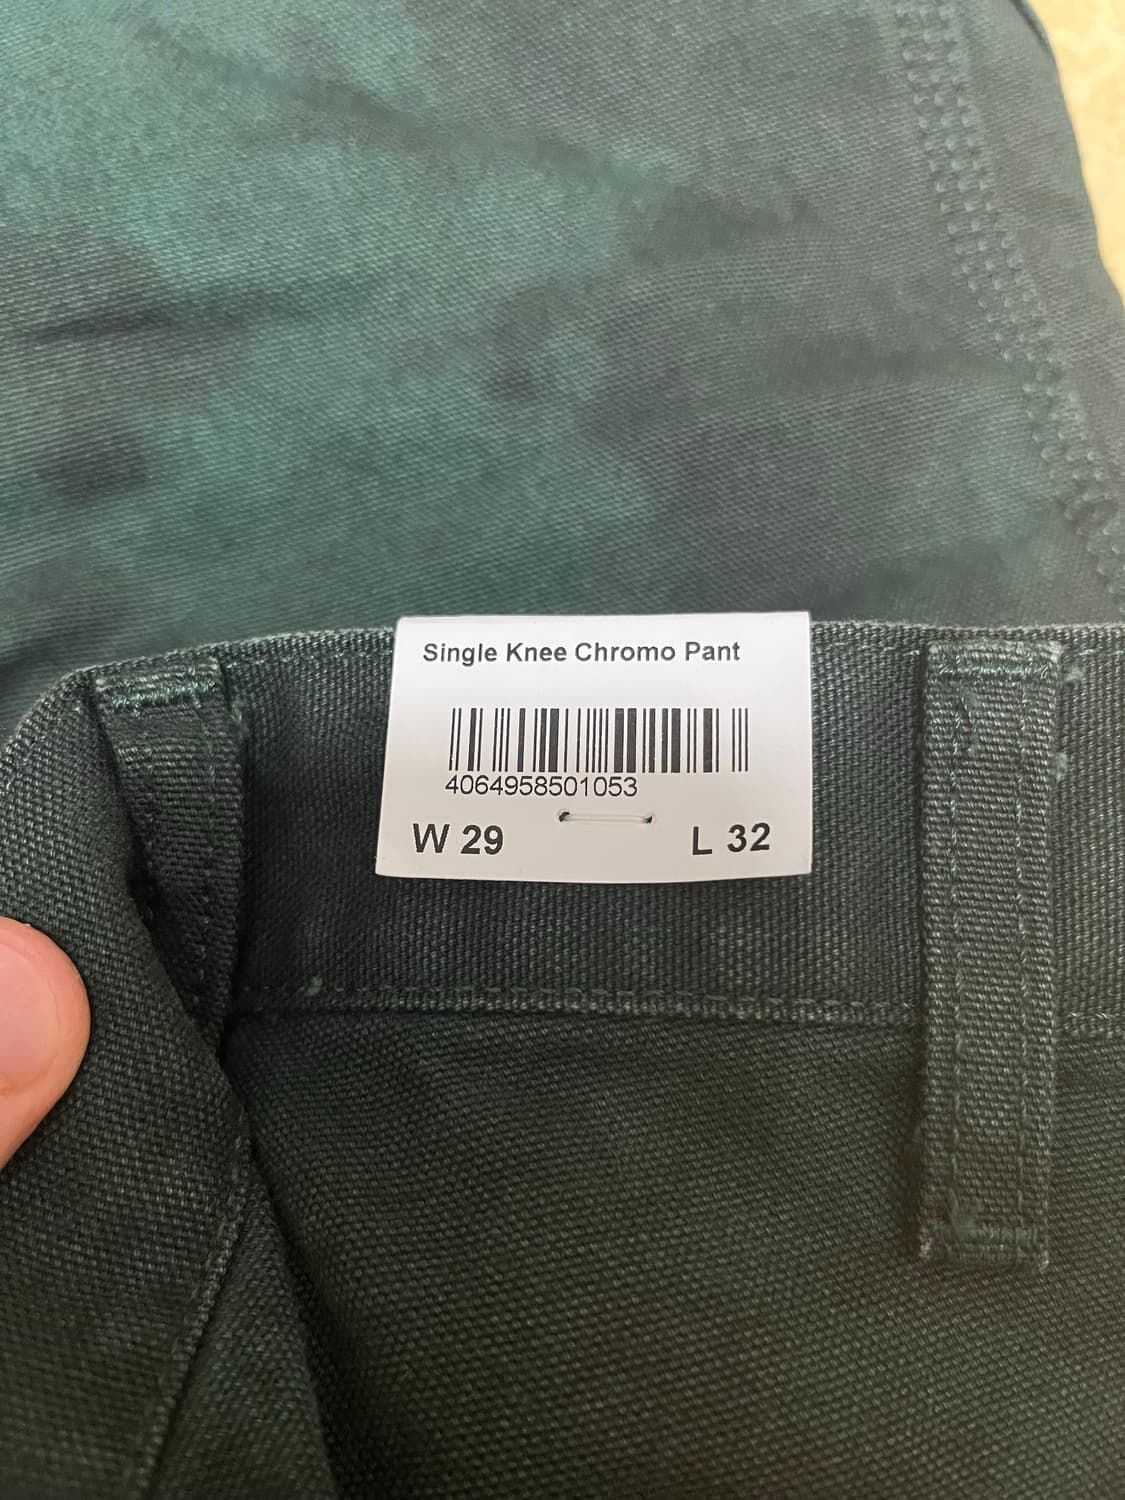 Single Knee Chromo Pant
4064958501053
W 29 L 32